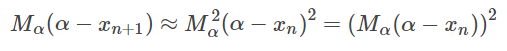 M_α(α − x_{n+1}) ≈ M_α^2(α − x_n)^2 = (M_α(α − x_n))^2